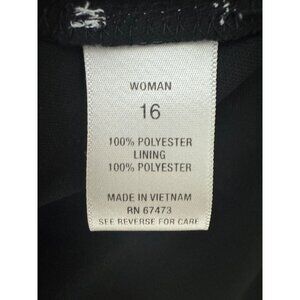 WOMAN
16
100% POLYESTER
LINING
100% POLYESTER
MADE IN VIETNAM
RN 67473
SEE REVERSE FOR CARE